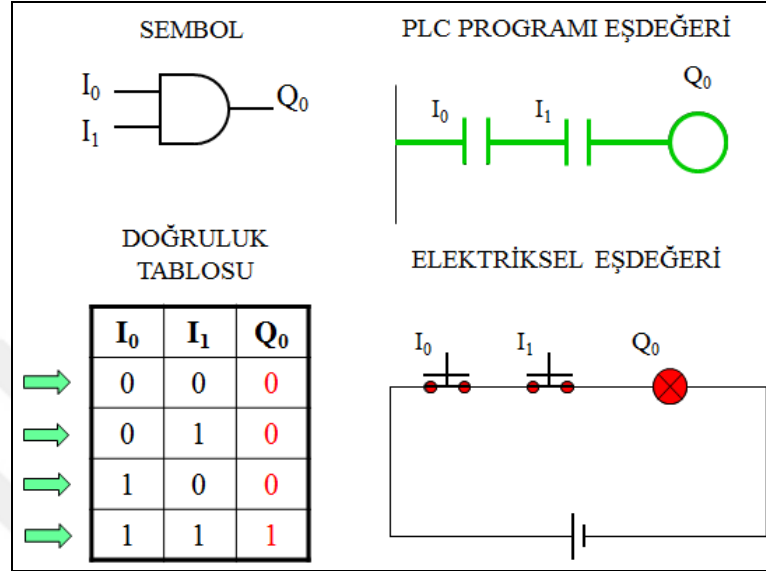 SEMBOL
I₀
I₁
Q₀
PLC PROGRAMI EŞDEĞERİ
I₀ I₁ Q₀
DOĞRULUK
TABLOSU
I₀ I₁ Q₀
0 0 0
0 1 0
1 0 0
1 1 1
ELEKTRİKSEL EŞDEĞERİ
I₀ I₁ Q₀